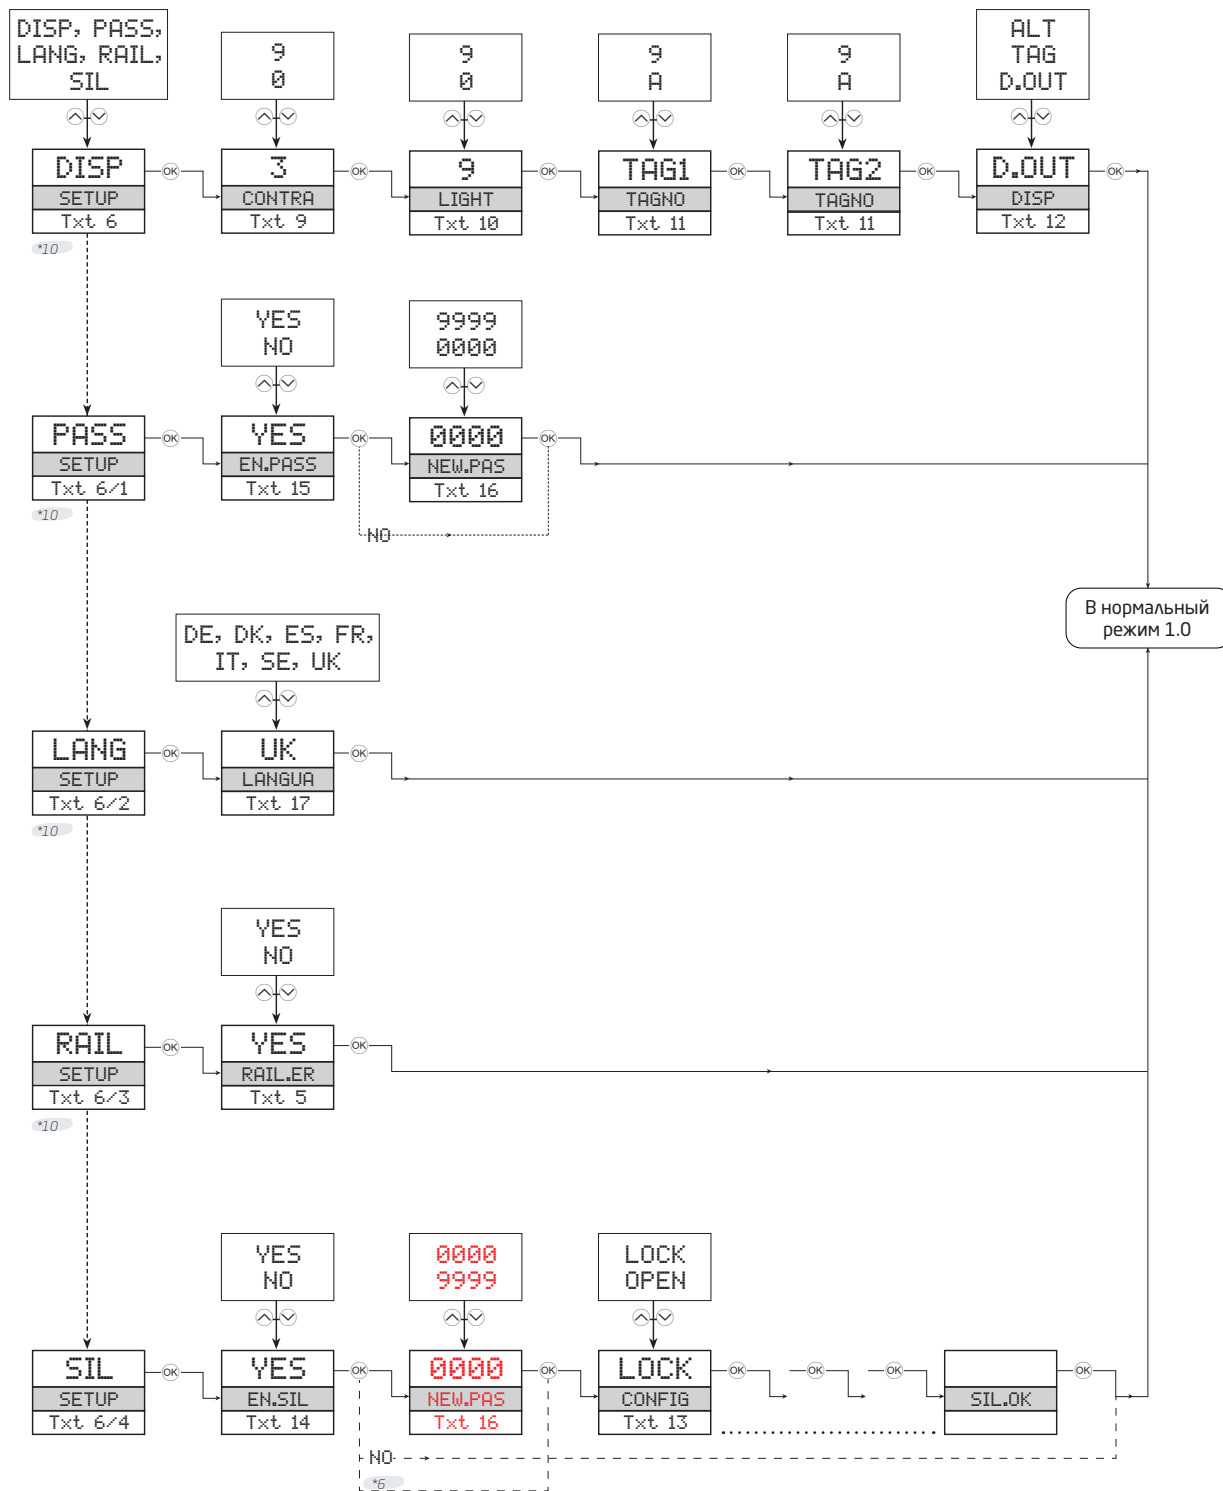 DISP, PASS,
LANG, RAIL,
SIL
9
0
9
0
9
A
9
A
ALT
TAG
D.OUT
DISP
SETUP
Txt 6
*10
OK
3
CONTRA
Txt 9
OK
9
LIGHT
Txt 10
OK
TAG1
TAGNO
Txt 11
OK
TAG2
TAGNO
Txt 11
OK
D.OUT
DISP
Txt 12
OK
YES
NO
9999
0000
PASS
SETUP
Txt 6/1
*10
OK
YES
EN.PASS
Txt 15
OK
0000
NEW.PAS
Txt 16
OK
NO
В нормальный
режим 1.0
DE, DK, ES, FR,
IT, SE, UK
LANG
SETUP
Txt 6/2
*10
OK
UK
LANGUA
Txt 17
OK
YES
NO
RAIL
SETUP
Txt 6/3
*10
OK
YES
RAIL.ER
Txt 5
OK
YES
NO
0000
9999
LOCK
OPEN
SIL
SETUP
Txt 6/4
OK
YES
EN.SIL
Txt 14
OK
0000
NEW.PAS
Txt 16
OK
LOCK
CONFIG
Txt 13
OK
OK
OK
SIL.OK
OK
NO
*6